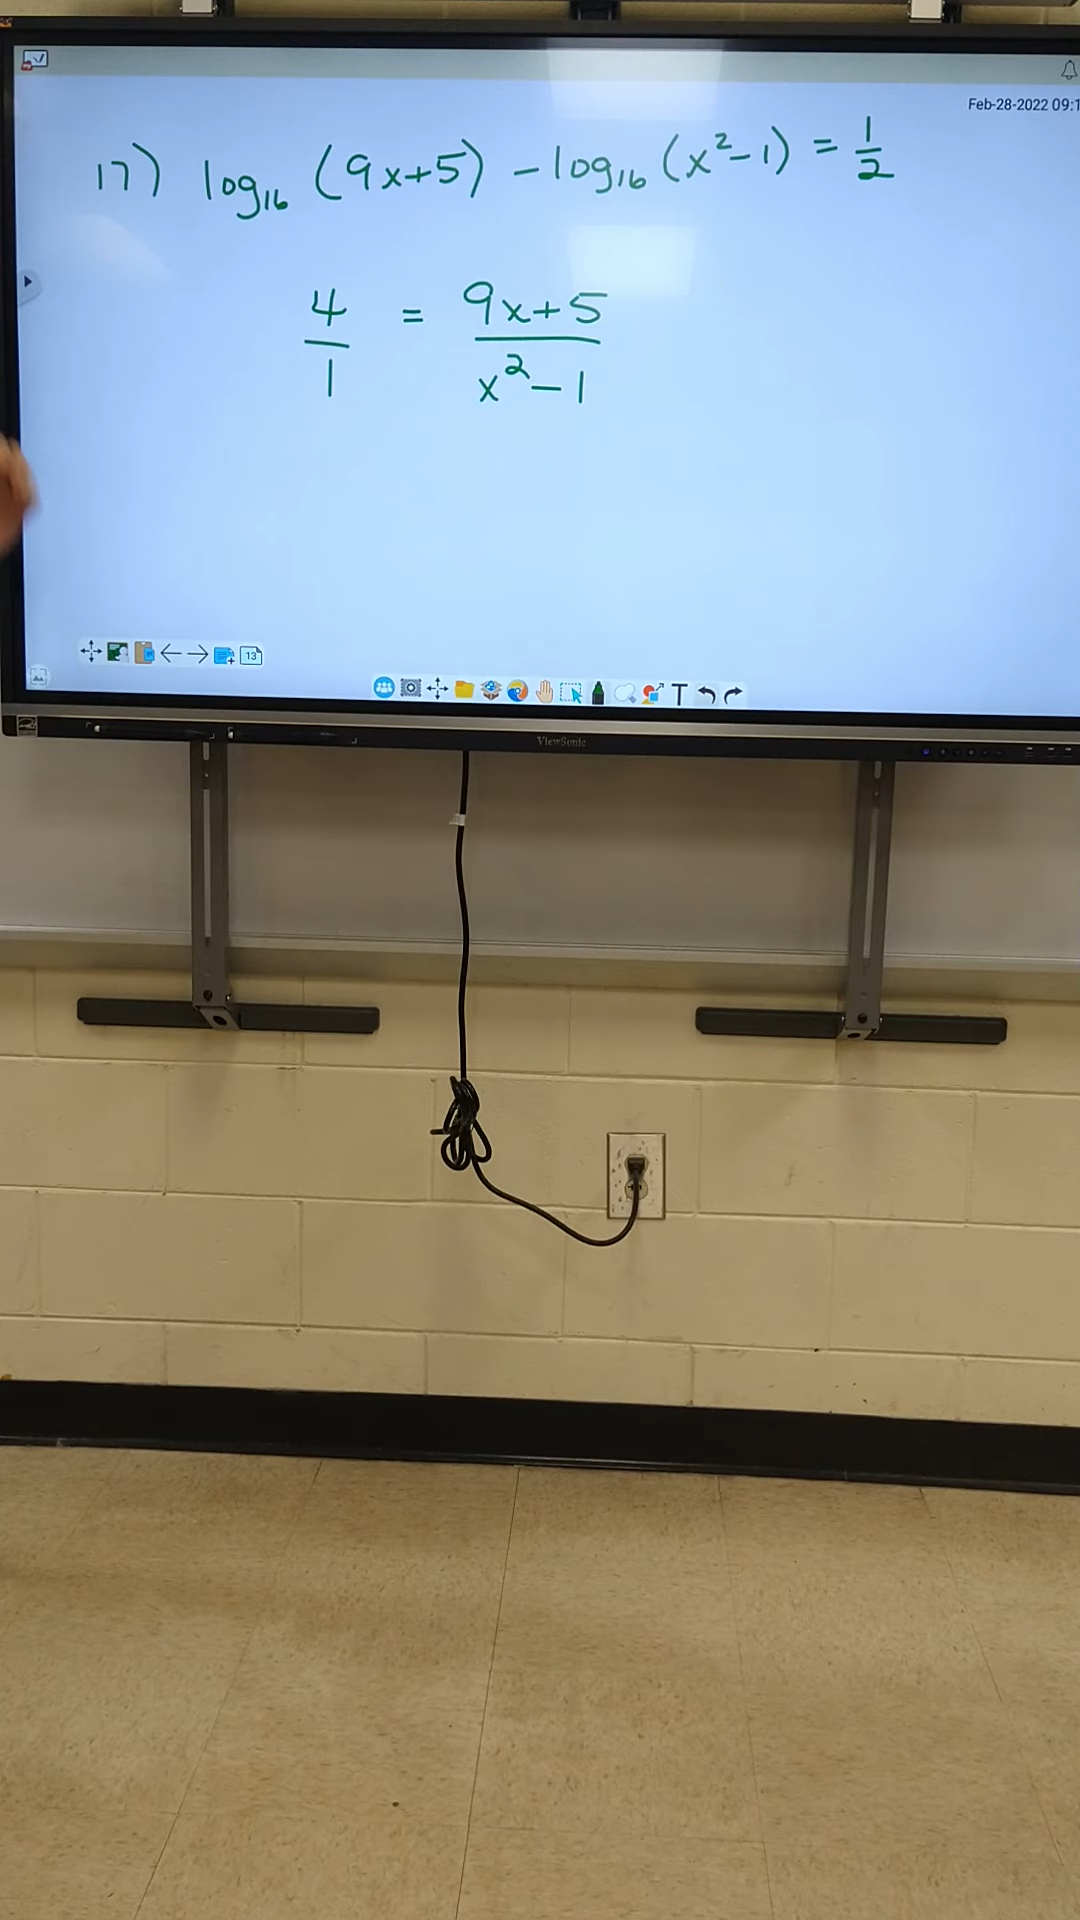 Feb-28-2022 09:1
17) log₁₆ (9x+5) - log₁₆ (x²-1) = 1/2
4/1 = 9x+5/x²-1
13
T
ViewSonic